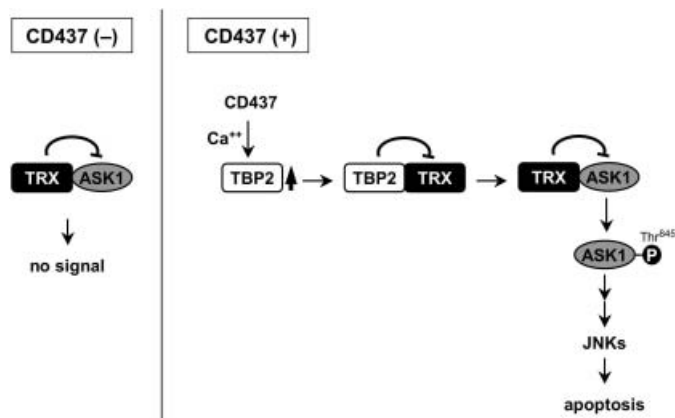 CD437 (–)
TRX ASK1
no signal
CD437 (+)
CD437
Ca++
TBP2
TBP2 TRX
TRX ASK1
Thr845
ASK1 P
JNKs
apoptosis